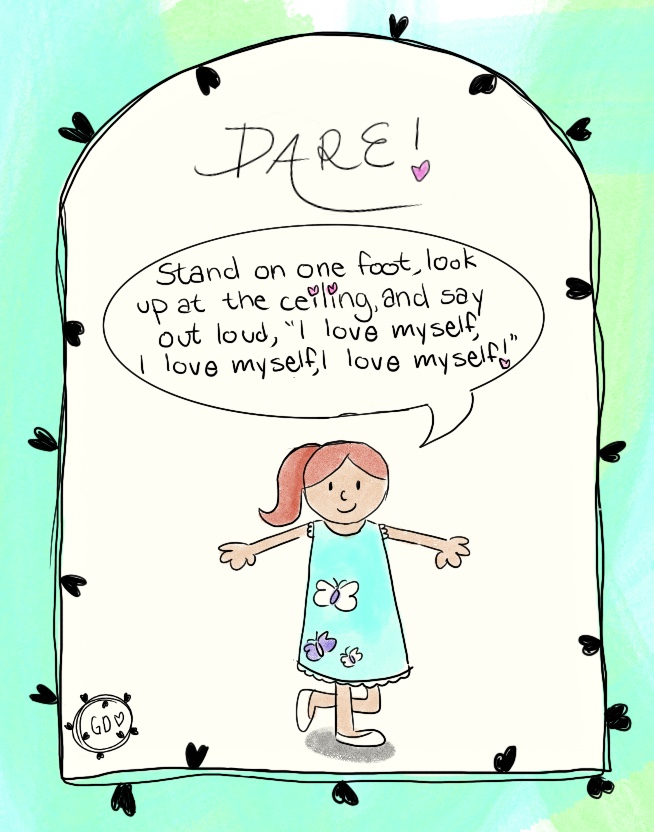 DARE!
Stand on one foot, look
up at the ceiling, and say
out loud, "I love myself,
I love myself, I love myself!"
GD